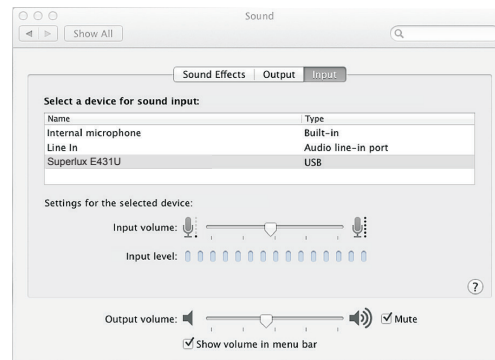 Sound
Show All
Sound Effects Output Input
Select a device for sound input:
Name Type
Internal microphone Built-in
Line In Audio line-in port
Superlux E431U USB
Settings for the selected device:
Input volume:
Input level:
?
Output volume: Mute
Show volume in menu bar